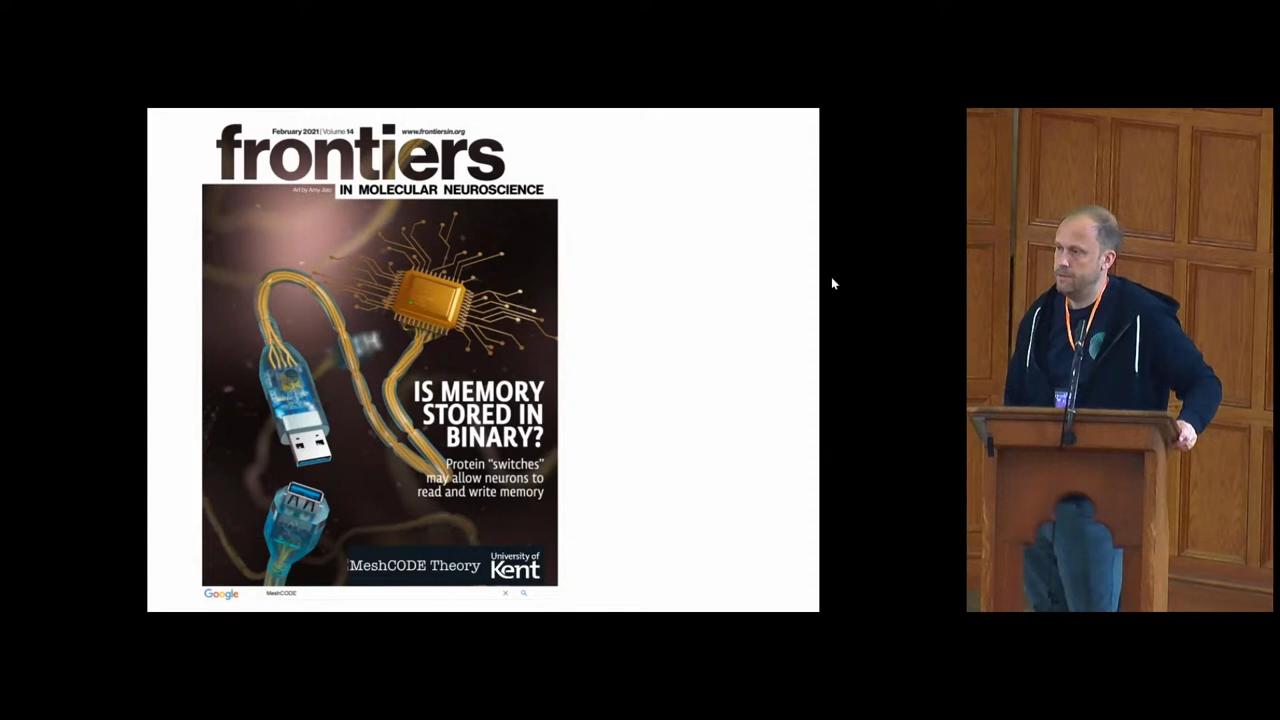 February 2021 | Volume 14
www.frontiersin.org
frontiers
Art by Amy Jiao
IN MOLECULAR NEUROSCIENCE
IS MEMORY
STORED IN
BINARY?
Protein "switches"
may allow neurons to
read and write memory
MeshCODE Theory
University of
Kent
Google
MeshCODE